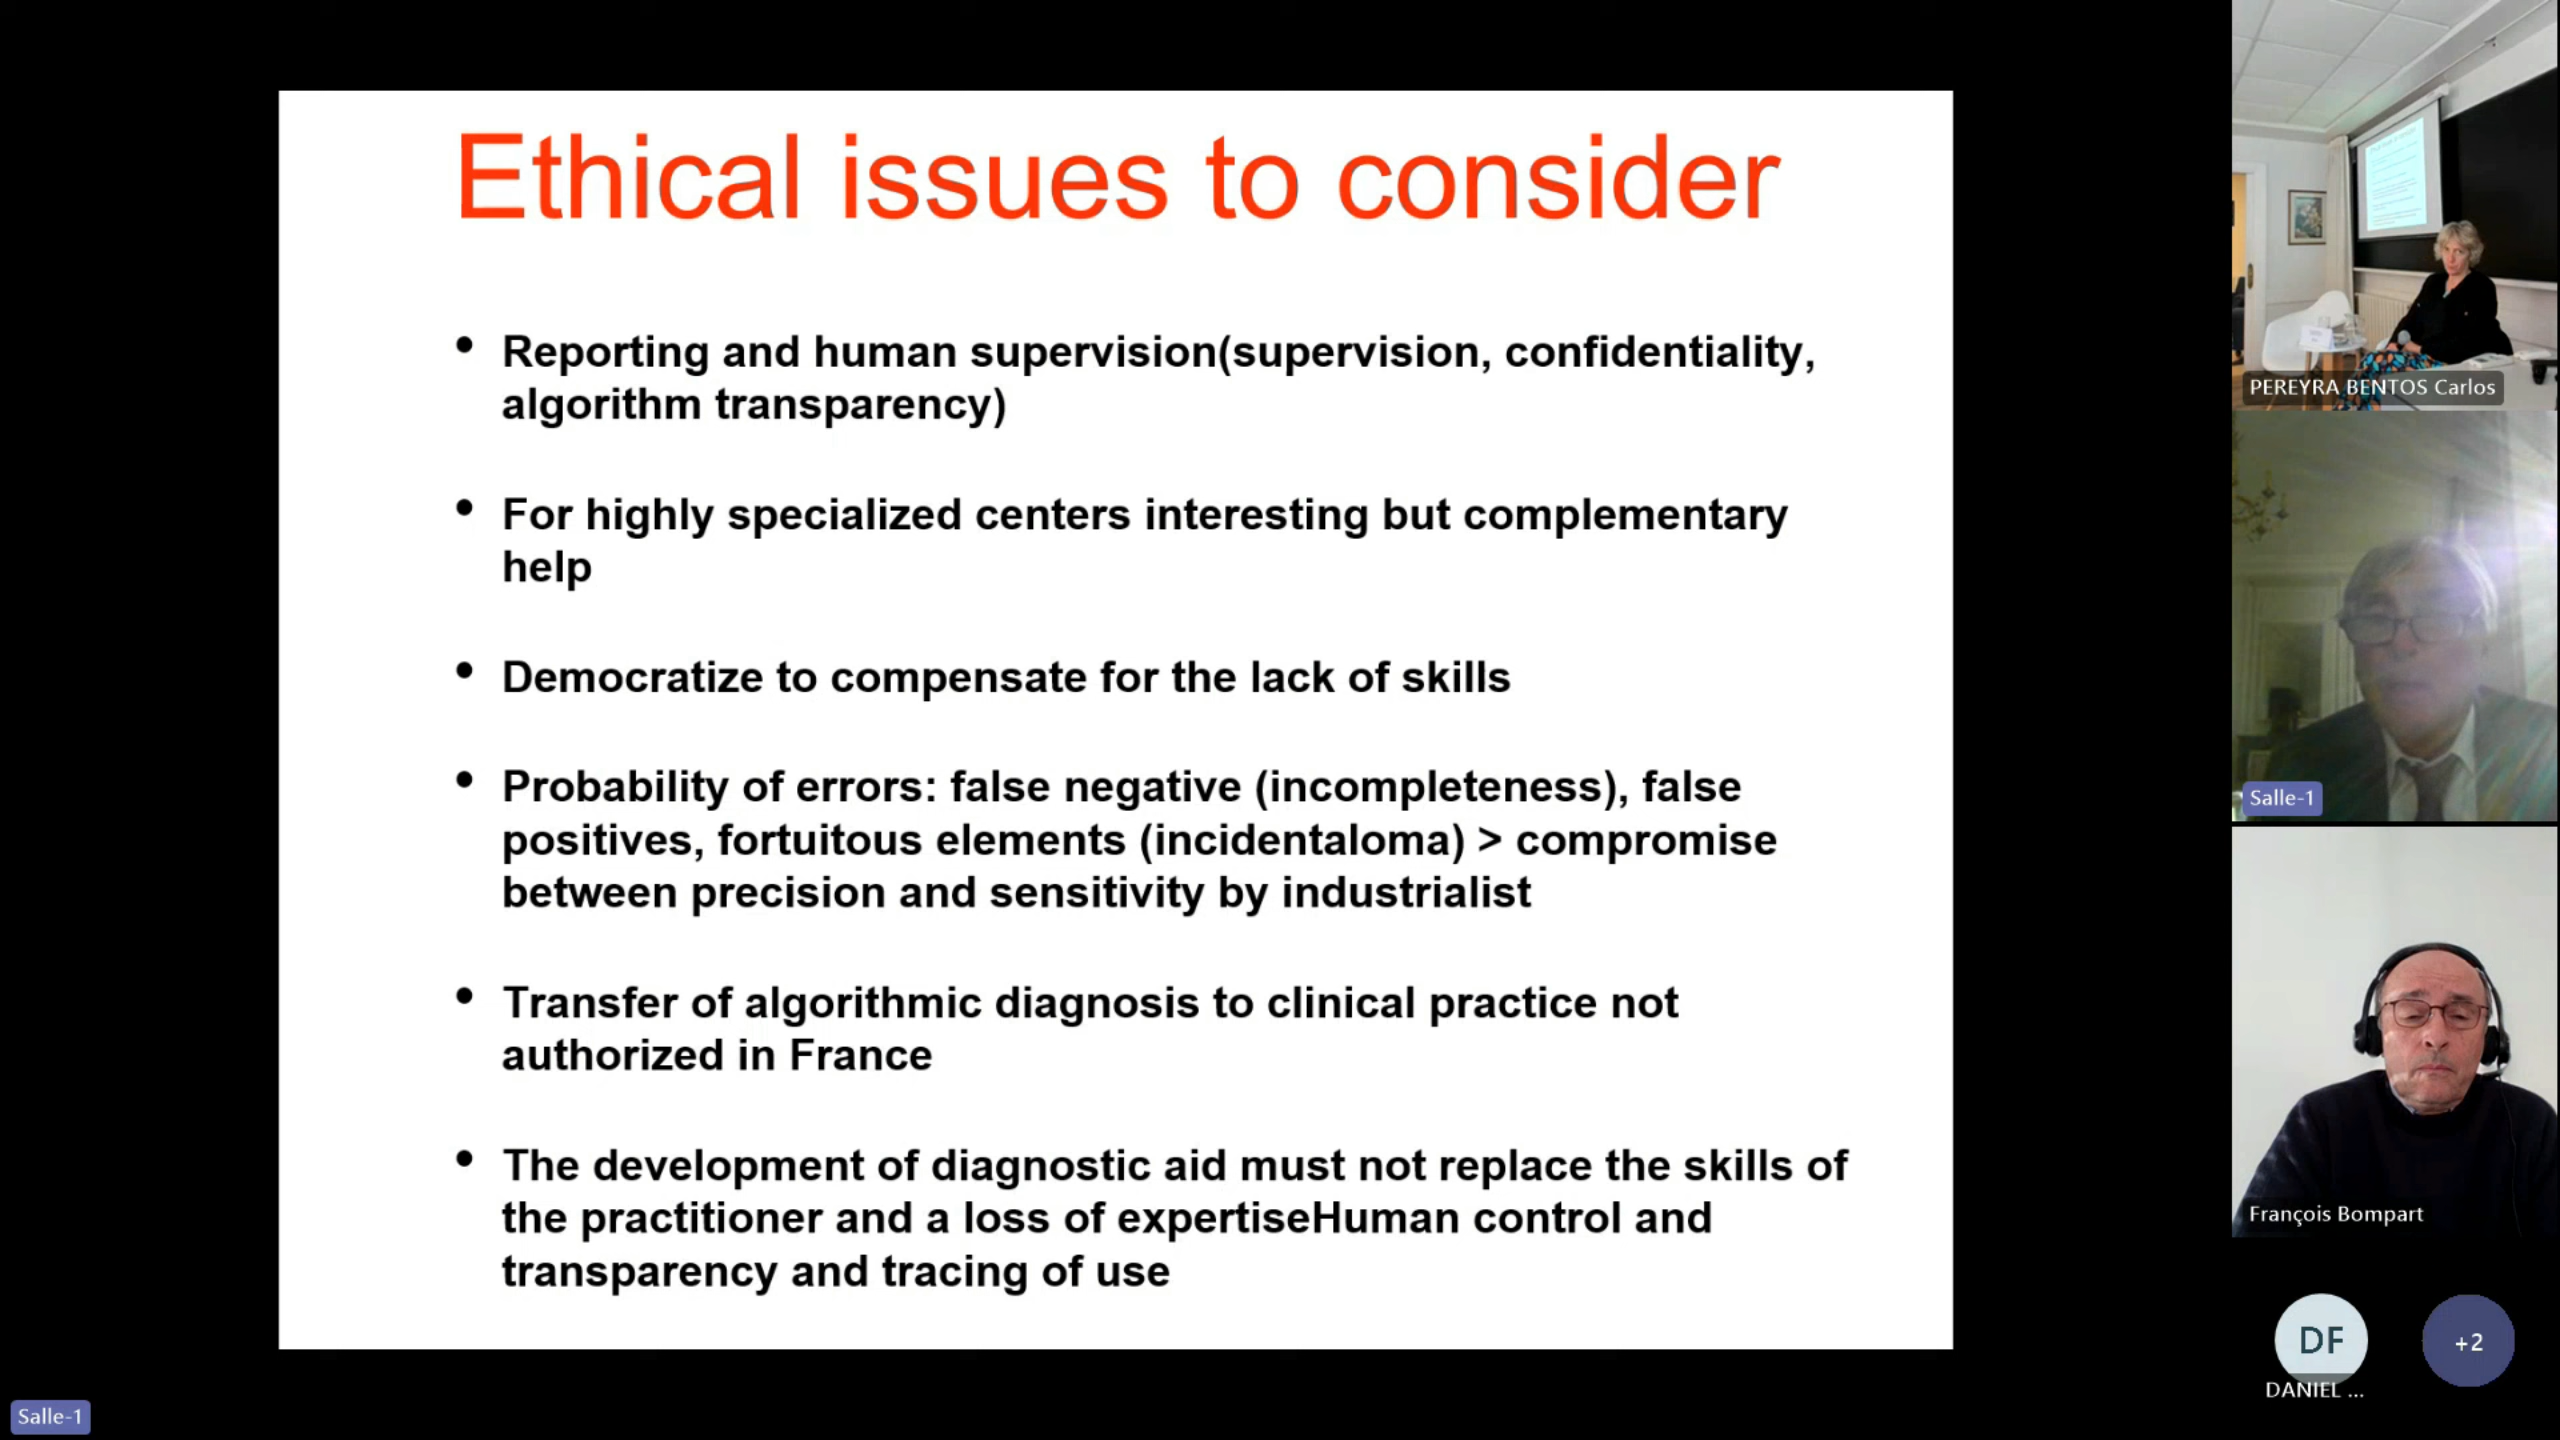 Ethical issues to consider
• Reporting and human supervision(supervision, confidentiality,
algorithm transparency)
• For highly specialized centers interesting but complementary
help
• Democratize to compensate for the lack of skills
• Probability of errors: false negative (incompleteness), false
positives, fortuitous elements (incidentaloma) > compromise
between precision and sensitivity by industrialist
• Transfer of algorithmic diagnosis to clinical practice not
authorized in France
• The development of diagnostic aid must not replace the skills of
the practitioner and a loss of expertiseHuman control and
transparency and tracing of use
Salle-1
PEREYRA BENTOS Carlos
Salle-1
François Bompart
DF
DANIEL ...
+2